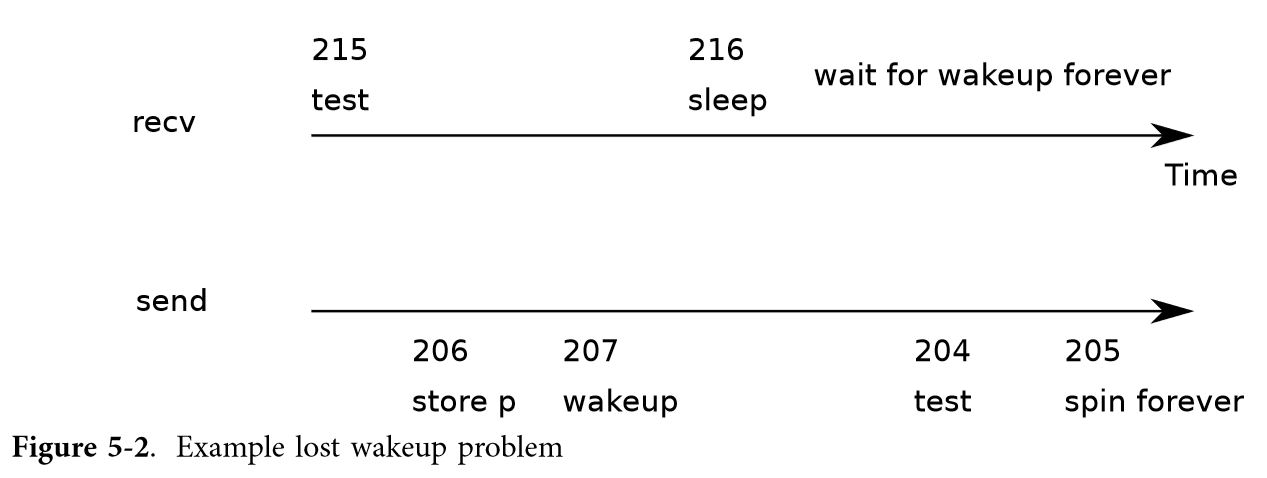 215
test
216
sleep
wait for wakeup forever
recv
Time
send
206
store p
207
wakeup
204
test
205
spin forever
Figure 5-2. Example lost wakeup problem